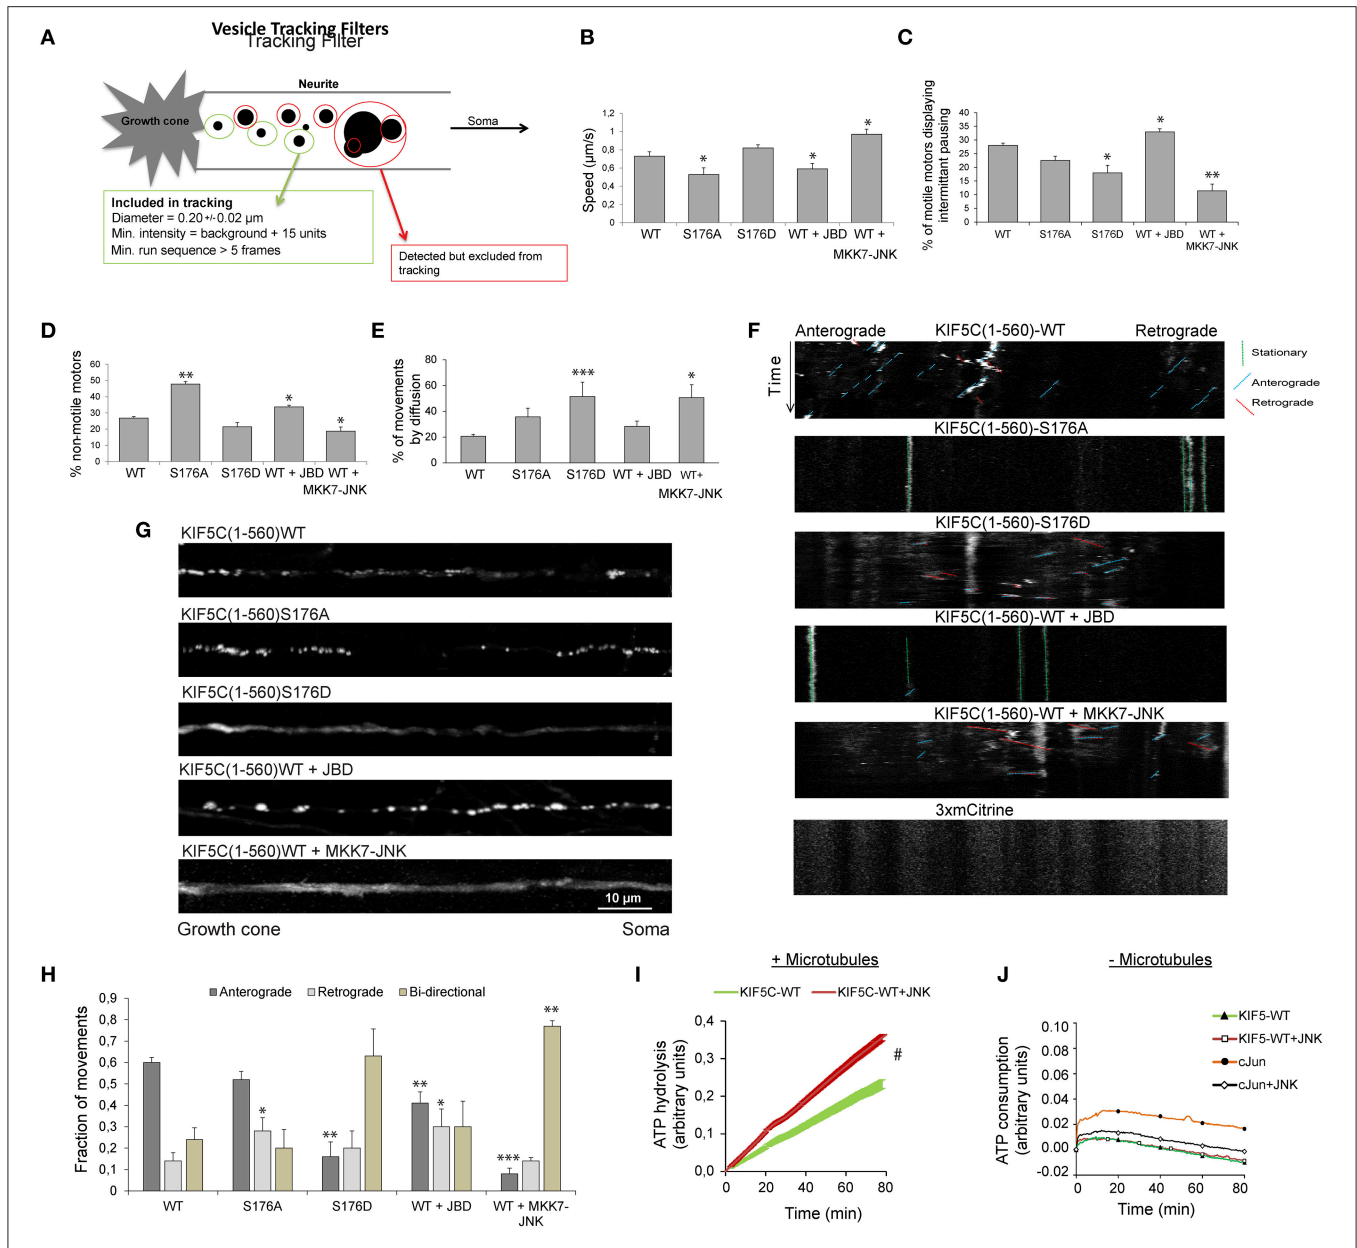 A
Vesicle Tracking Filters
Tracking Filter
Neurite
Growth cone
Soma
Included in tracking
Diameter = 0.20+/-0.02 µm
Min. intensity = background + 15 units
Min. run sequence > 5 frames
Detected but excluded from
tracking
B
Speed (µm/s)
1,2
1
0,8
0,6
0,4
0,2
0
*
*
*
WT
S176A
S176D
WT + JBD
WT +
MKK7-JNK
C
% of motile motors displaying
intermittant pausing
40
35
30
25
20
15
10
5
0
*
*
**
WT
S176A
S176D
WT + JBD
WT +
MKK7-JNK
D
% non-motile motors
60
50
40
30
20
10
0
**
*
*
WT
S176A
S176D
WT + JBD
WT +
MKK7-JNK
E
% of movements
by diffusion
80
60
40
20
0
***
*
WT
S176A
S176D
WT + JBD
WT+
MKK7-JNK
F
Anterograde
KIF5C(1-560)-WT
Retrograde
Time
Stationary
Anterograde
Retrograde
KIF5C(1-560)-S176A
KIF5C(1-560)-S176D
KIF5C(1-560)-WT + JBD
KIF5C(1-560)-WT + MKK7-JNK
3xmCitrine
G
KIF5C(1-560)WT
KIF5C(1-560)S176A
KIF5C(1-560)S176D
KIF5C(1-560)WT + JBD
KIF5C(1-560)WT + MKK7-JNK
10 µm
Growth cone
Soma
H
Anterograde
Retrograde
Bi-directional
Fraction of movements
0,9
0,8
0,7
0,6
0,5
0,4
0,3
0,2
0,1
0
*
**
**
*
***
**
WT
S176A
S176D
WT + JBD
WT + MKK7-
JNK
I
+ Microtubules
KIF5C-WT
KIF5C-WT+JNK
ATP hydrolysis
(arbitrary units)
0,4
0,3
0,2
0,1
0,0
#
0
20
40
60
80
Time (min)
J
- Microtubules
KIF5-WT
KIF5-WT+JNK
cJun
cJun+JNK
ATP consumption
(arbitrary units)
0.10
0.08
0.06
0.04
0.02
0.00
-0.02
0
20
40
60
80
Time (min)